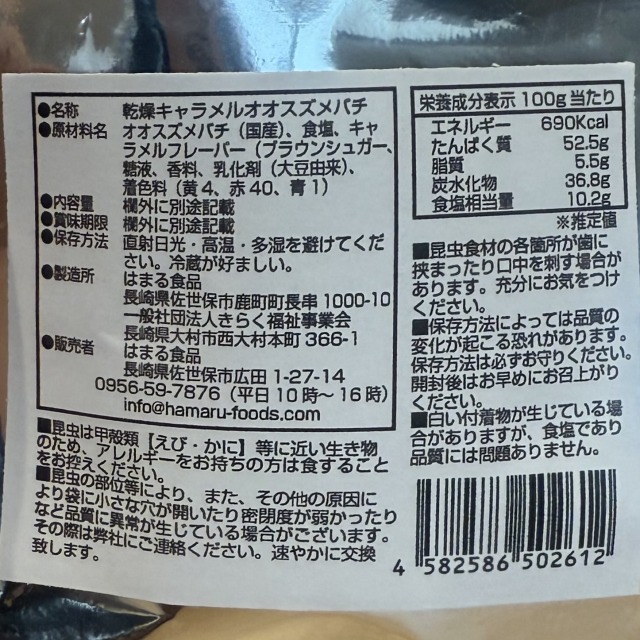 ●名称 乾燥キャラメルオオスズメバチ
●原材料名 オオスズメバチ（国産）、食塩、キャ
ラメルフレーバー（ブラウンシュガー、
糖液、香料、乳化剤（大豆由来）、
着色料（黄4、赤40、青1）
●内容量 欄外に別途記載
●賞味期限 欄外に別途記載
●保存方法 直射日光・高温・多湿を避けてくだ
さい。冷蔵が好ましい。
●製造所 はまる食品
長崎県佐世保市鹿町町長串1000-10
一般社団法人きらく福祉事業会
長崎県大村市西大村本町366-1
●販売者 はまる食品
長崎県佐世保市広田1-27-14
0956-59-7876（平日10時～16時）
info@hamaru-foods.com
■昆虫は甲殻類【えび・かに】等に近い生き物
のため、アレルギーをお持ちの方は食すること
をお控えください。
■昆虫の部位等により、また、その他の原因に
より袋に小さな穴が開いたり密閉度が弱かったり
など品質に異常が生じている場合がございます。
その際は弊社にご連絡ください。速やかに交換
致します。
栄養成分表示 100g当たり
エネルギー 690Kcal
たんぱく質 52.5g
脂質 5.5g
炭水化物 36.8g
食塩相当量 10.2g
※推定値
■昆虫食材の各箇所が歯に
挟まったり口中を刺す場合が
あります。充分にお気をつけ
ください。
■保存方法によっては品質の
変化が起こる恐れがあります。
保存方法は必ずお守りください。
開封後はお早めにお召上がり
ください。
■白い付着物が生じている場
合がありますが、食塩であり
品質には問題ありません。
4 582586 502612